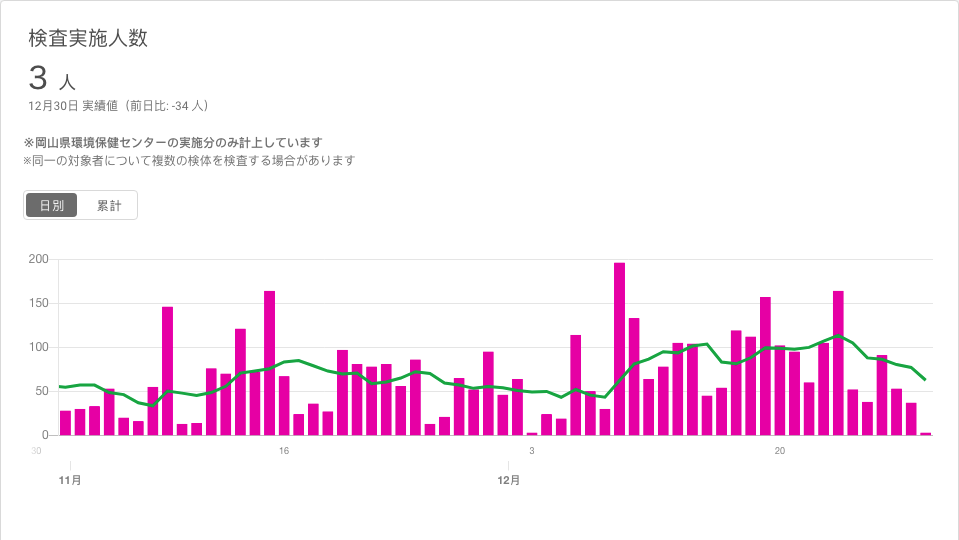 検査実施人数
3 人
12月30日 実績値（前日比: -34 人）
※岡山県環境保健センターの実施分のみ計上しています
※同一の対象者について複数の検体を検査する場合があります
日別 累計
200
150
100
50
0
30 16 3 20
11月 12月